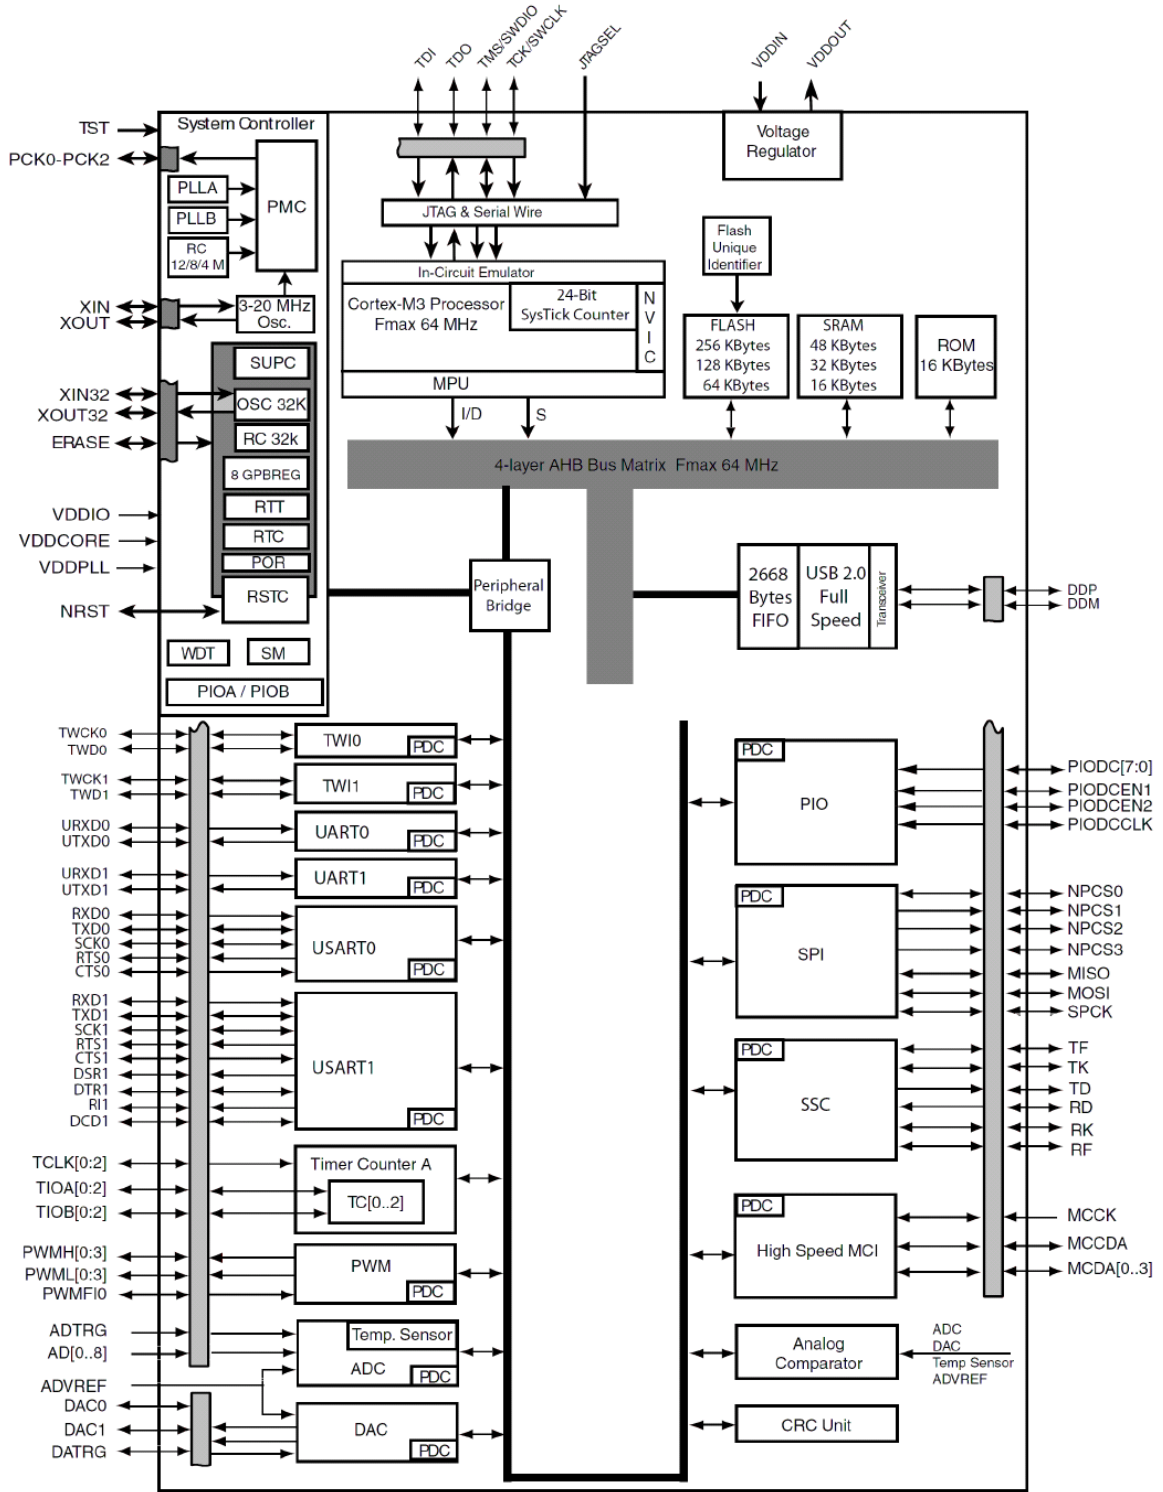 TDI
TDO
TMS/SWDIO
TCK/SWCLK
JTAGSEL
VDDIN
VDDOUT
System Controller
TST
PCK0-PCK2
PLLA
PLLB
RC
12/8/4 M
PMC
XIN
XOUT
3-20 MHz
Osc.
SUPC
XIN32
XOUT32
ERASE
OSC 32K
RC 32k
8 GPBREG
RTT
RTC
POR
RSTC
VDDIO
VDDCORE
VDDPLL
NRST
WDT
SM
PIOA / PIOB
Voltage
Regulator
JTAG & Serial Wire
In-Circuit Emulator
Cortex-M3 Processor
Fmax 64 MHz
24-Bit
SysTick Counter
N
V
I
C
MPU
I/D
S
Flash
Unique
Identifier
FLASH
256 KBytes
128 KBytes
64 KBytes
SRAM
48 KBytes
32 KBytes
16 KBytes
ROM
16 KBytes
4-layer AHB Bus Matrix Fmax 64 MHz
Peripheral
Bridge
2668
Bytes
FIFO
USB 2.0
Full
Speed
Transceiver
DDP
DDM
TWCK0
TWD0
TWI0
PDC
TWCK1
TWD1
TWI1
PDC
URXD0
UTXD0
UART0
PDC
URXD1
UTXD1
UART1
PDC
RXD0
TXD0
SCK0
RTS0
CTS0
USART0
PDC
RXD1
TXD1
SCK1
RTS1
CTS1
DSR1
DTR1
RI1
DCD1
USART1
PDC
TCLK[0:2]
TIOA[0:2]
TIOB[0:2]
Timer Counter A
TC[0..2]
PWMH[0:3]
PWML[0:3]
PWMFI0
PWM
PDC
ADTRG
AD[0..8]
ADVREF
Temp. Sensor
ADC
PDC
DAC0
DAC1
DATRG
DAC
PDC
PDC
PIO
PIODC[7:0]
PIODCEN1
PIODCEN2
PIODCCLK
PDC
SPI
NPCS0
NPCS1
NPCS2
NPCS3
MISO
MOSI
SPCK
PDC
SSC
TF
TK
TD
RD
RK
RF
PDC
High Speed MCI
MCCK
MCCDA
MCDA[0..3]
Analog
Comparator
ADC
DAC
Temp Sensor
ADVREF
CRC Unit